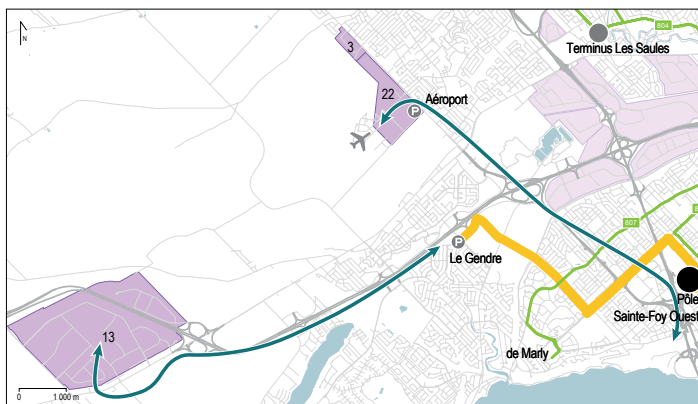 N
3
804
Terminus Les Saules
22
P Aéroport
807
P
Le Gendre
Pôle
Sainte-Foy Ouest
13
de Marly
0 1 000 m